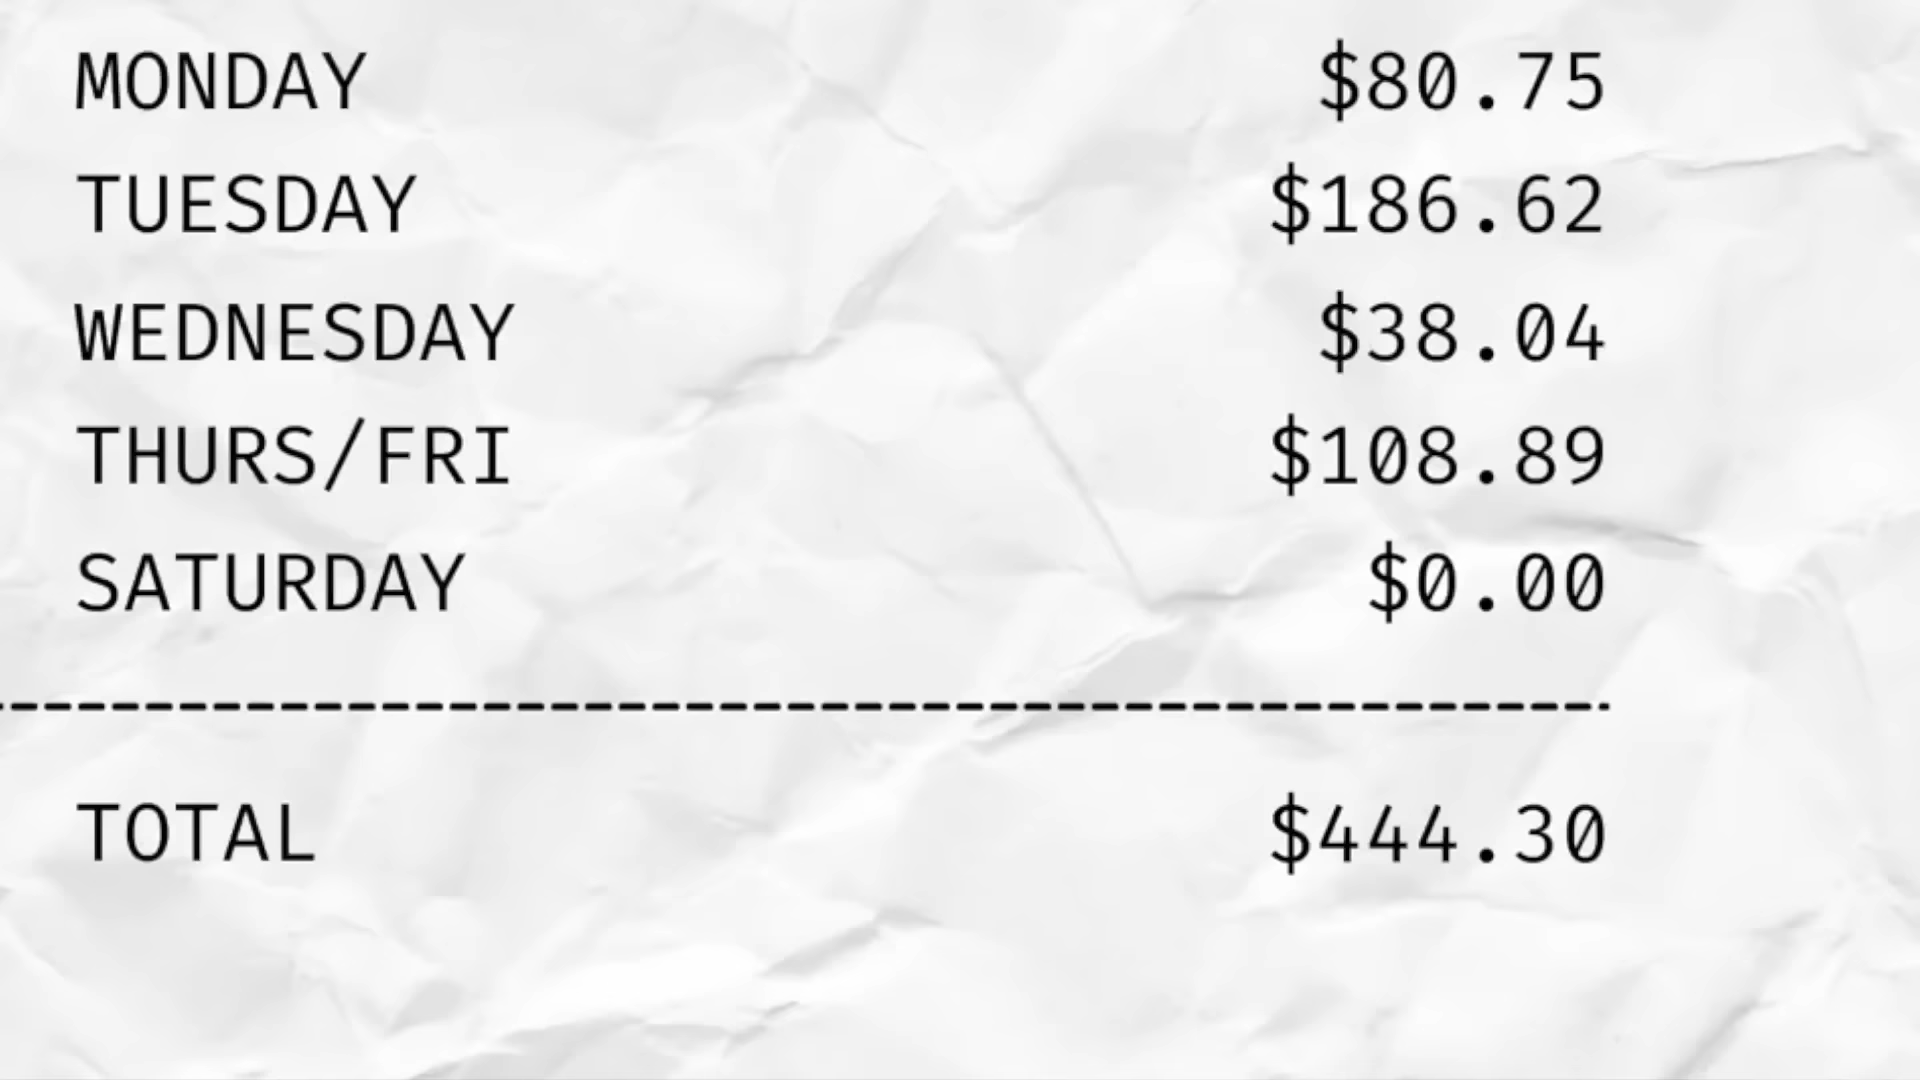 MONDAY $80.75
TUESDAY $186.62
WEDNESDAY $38.04
THURS/FRI $108.89
SATURDAY $0.00
TOTAL $444.30